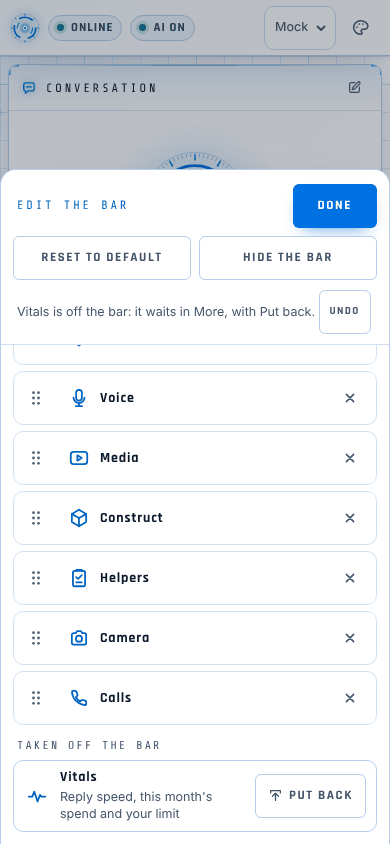 ONLINE
AI ON
Mock
CONVERSATION
EDIT THE BAR
DONE
RESET TO DEFAULT
HIDE THE BAR
Vitals is off the bar: it waits in More, with Put back.
UNDO
Voice
Media
Construct
Helpers
Camera
Calls
TAKEN OFF THE BAR
Vitals
Reply speed, this month's
spend and your limit
PUT BACK